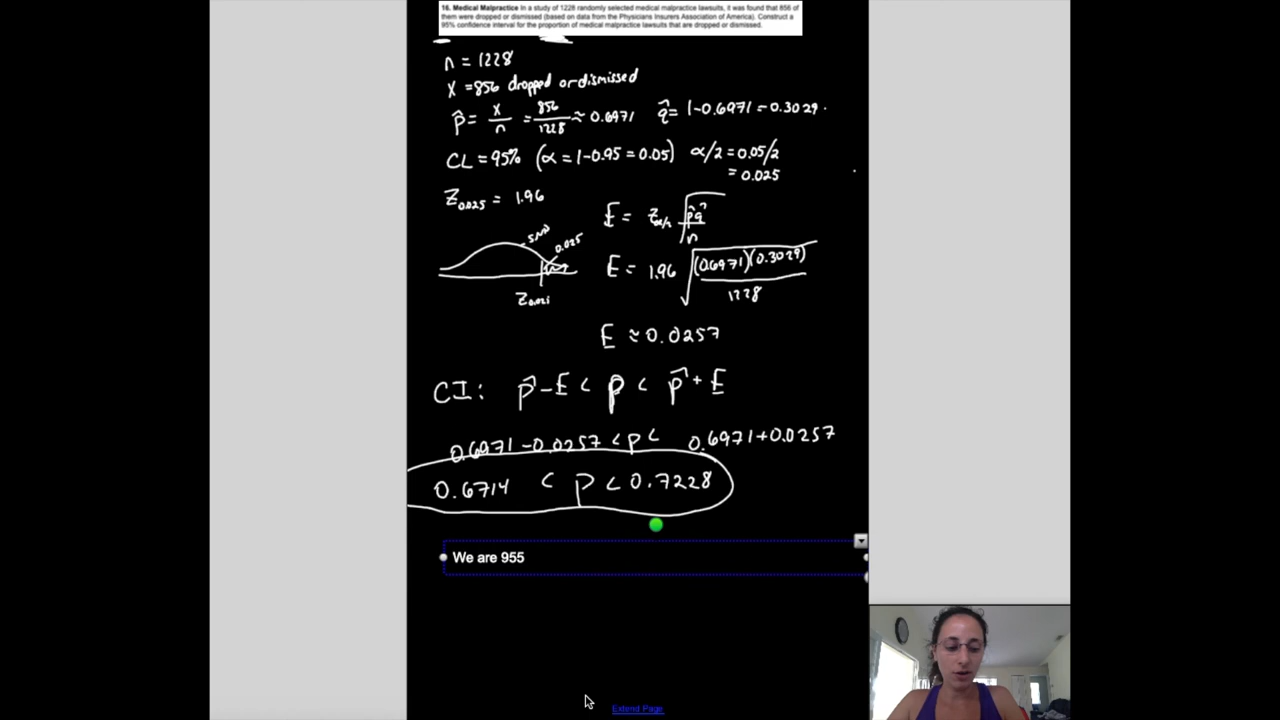 16. Medical Malpractice In a study of 1228 randomly selected medical malpractice lawsuits, it was found that 856 of
them were dropped or dismissed (based on data from the Physicians Insurers Association of America). Construct a
95% confidence interval for the proportion of medical malpractice lawsuits that are dropped or dismissed.
n = 1228
x = 856 dropped or dismissed
p̂ = x/n = 856/1228 ≈ 0.6971 q̂ = 1-0.6971 = 0.3029
CL = 95% (α = 1-0.95 = 0.05) α/2 = 0.05/2
= 0.025
Z0.025 = 1.96
E = Zα/2 √(p̂q̂/n)
SND
0.025
E = 1.96 √((0.6971)(0.3029)/1228)
Z0.025
E ≈ 0.0257
CI: p̂ - E < p < p̂ + E
0.6971 - 0.0257 < p < 0.6971 + 0.0257
0.6714 < p < 0.7228
We are 955
Extend Page